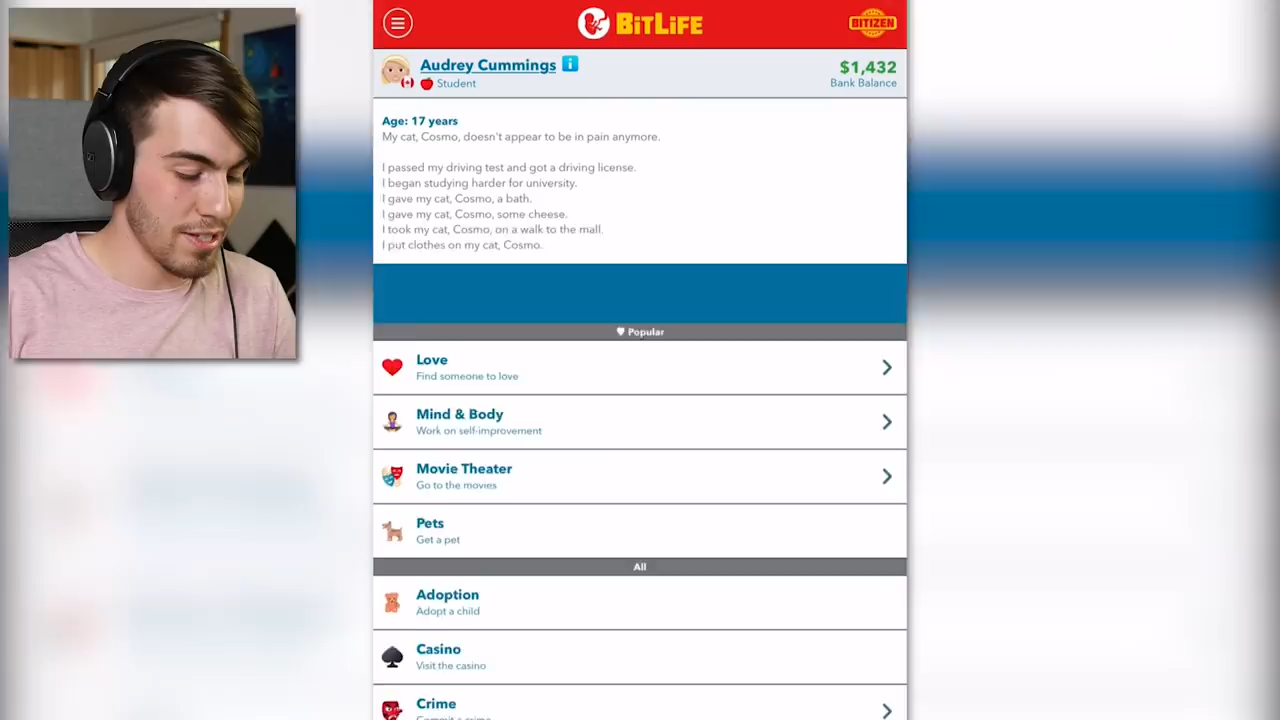 BITLIFE
BITIZEN
Audrey Cummings
Student
$1,432
Bank Balance
Age: 17 years
My cat, Cosmo, doesn't appear to be in pain anymore.
I passed my driving test and got a driving license.
I began studying harder for university.
I gave my cat, Cosmo, a bath.
I gave my cat, Cosmo, some cheese.
I took my cat, Cosmo, on a walk to the mall.
I put clothes on my cat, Cosmo.
Popular
Love
Find someone to love
Mind & Body
Work on self-improvement
Movie Theater
Go to the movies
Pets
Get a pet
All
Adoption
Adopt a child
Casino
Visit the casino
Crime
Commit a crime